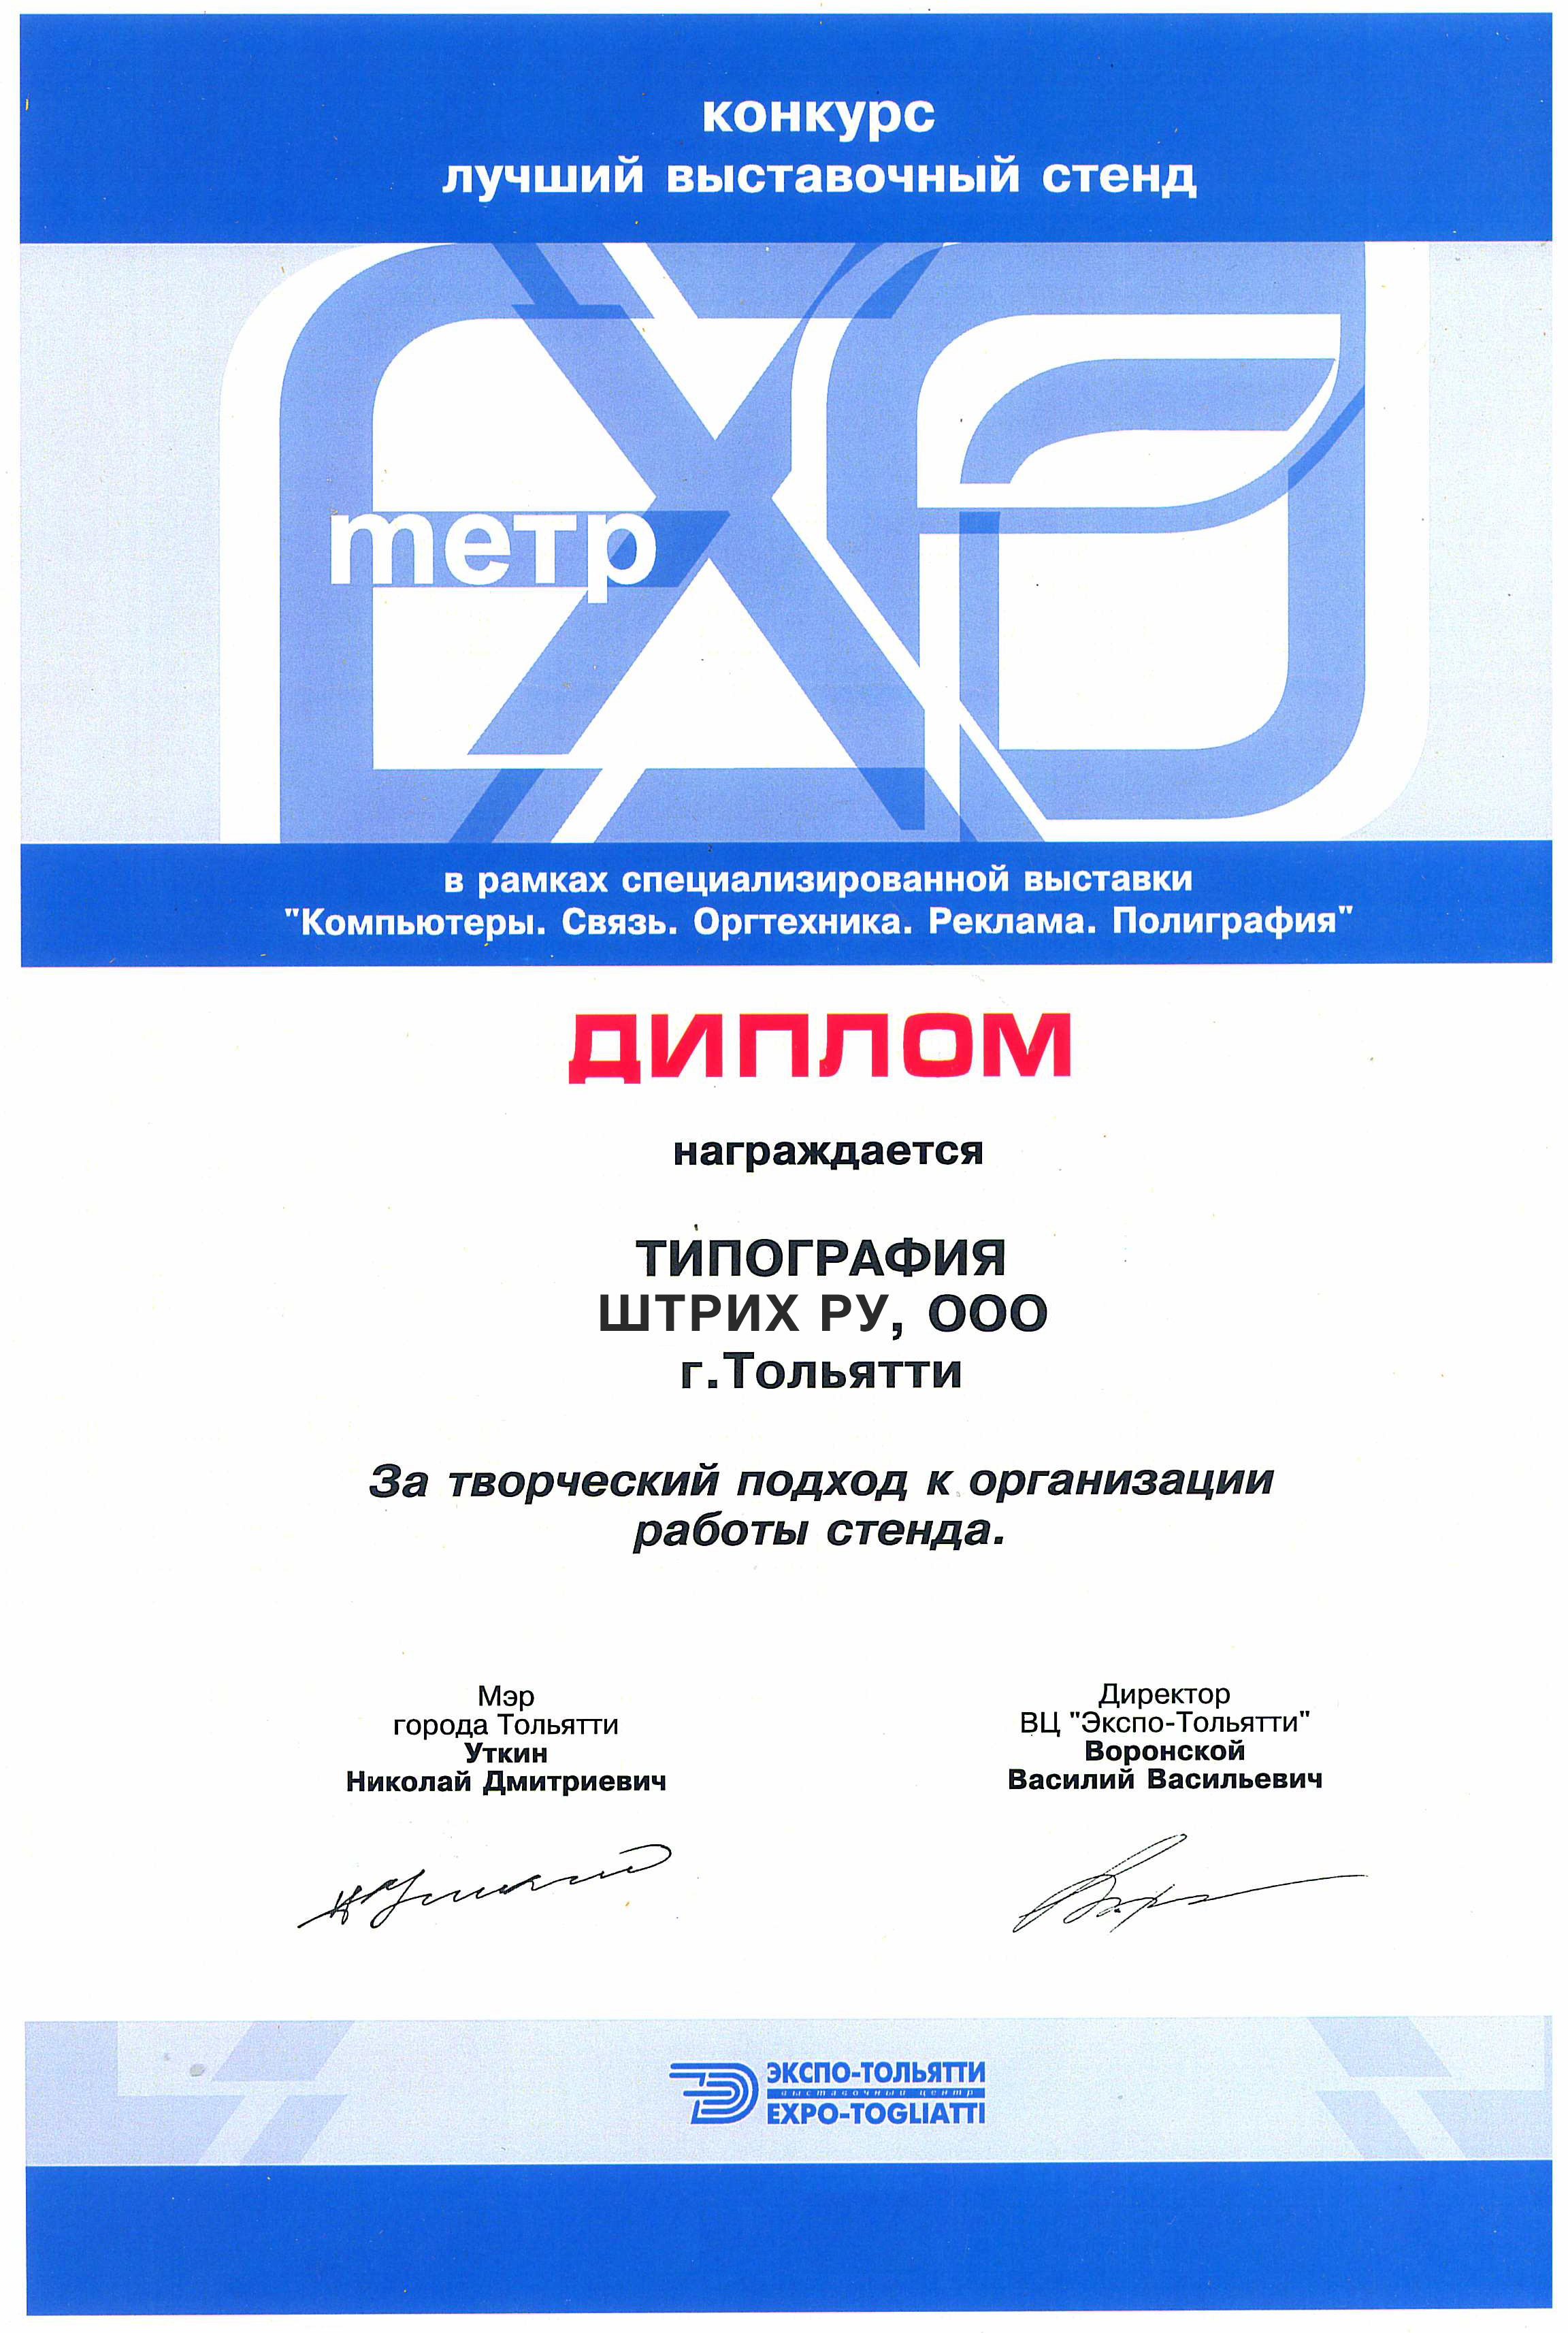 конкурс
лучший выставочный стенд
метр
в рамках специализированной выставки
"Компьютеры. Связь. Оргтехника. Реклама. Полиграфия"
ДИПЛОМ
награждается
ТИПОГРАФИЯ
ШТРИХ РУ, ООО
г.Тольятти
За творческий подход к организации
работы стенда.
Мэр
города Тольятти
Уткин
Николай Дмитриевич
Директор
ВЦ "Экспо-Тольятти"
Воронской
Василий Васильевич
ЭКСПО-ТОЛЬЯТТИ
выставочный центр
EXPO-TOGLIATTI